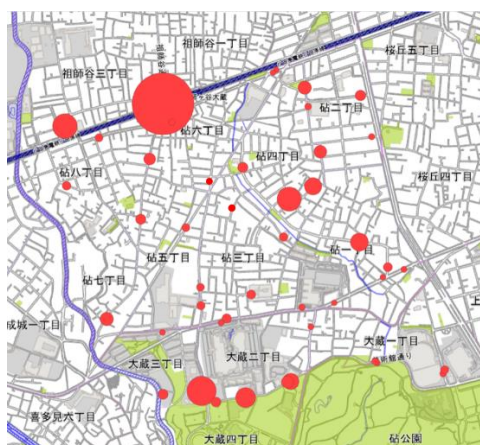 祖師谷一丁目
桜丘五丁目
祖師谷三丁目
砧二丁目
砧六丁目
砧四丁目
砧八丁目
桜丘四丁目
砧一丁目
砧五丁目
砧三丁目
砧七丁目
上
成城一丁目
大蔵一丁目
大蔵三丁目
大蔵二丁目
喜多見六丁目
大蔵四丁目
砧公園